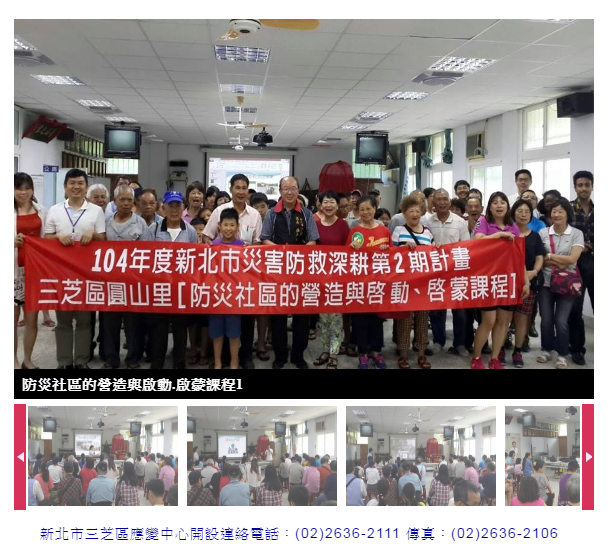 104年度新北市災害防救深耕第2期計畫
三芝區圓山里[防災社區的營造與啓動、啓蒙課程]
防災社區的營造與啟動.啟蒙課程1
新北市三芝區應變中心開設連絡電話：(02)2636-2111 傳真：(02)2636-2106